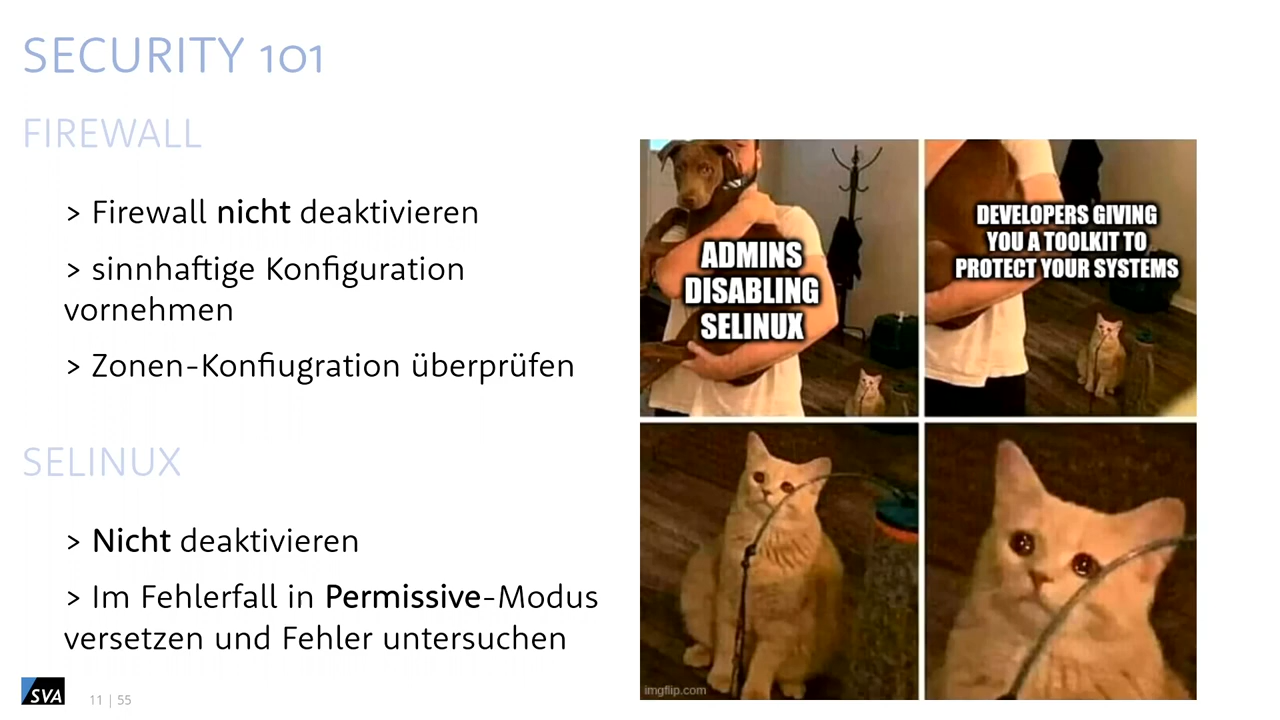 SECURITY 101
FIREWALL
> Firewall nicht deaktivieren
> sinnhaftige Konfiguration
vornehmen
> Zonen-Konfiugration überprüfen
SELINUX
> Nicht deaktivieren
> Im Fehlerfall in Permissive-Modus
versetzen und Fehler untersuchen
SVA
11 | 55
ADMINS
DISABLING
SELINUX
DEVELOPERS GIVING
YOU A TOOLKIT TO
PROTECT YOUR SYSTEMS
imgflip.com